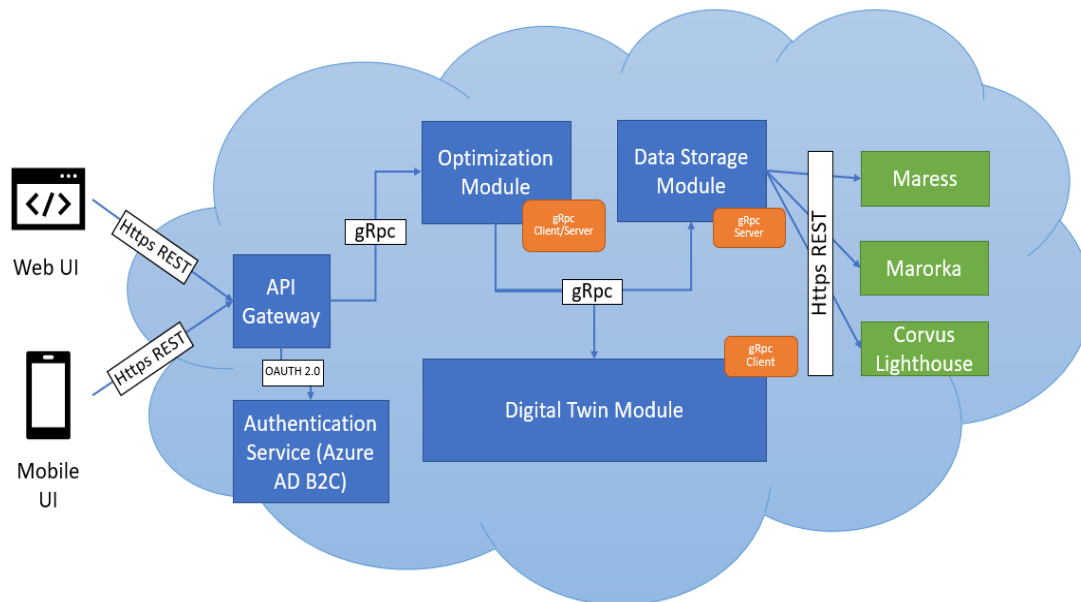 </>
Web UI
Https REST
Https REST
Mobile
UI
API
Gateway
OAUTH 2.0
Authentication
Service (Azure
AD B2C)
gRpc
Optimization
Module
gRpc
Client/Server
gRpc
Data Storage
Module
gRpc
Server
Digital Twin Module
gRpc
Client
Https REST
Maress
Marorka
Corvus
Lighthouse